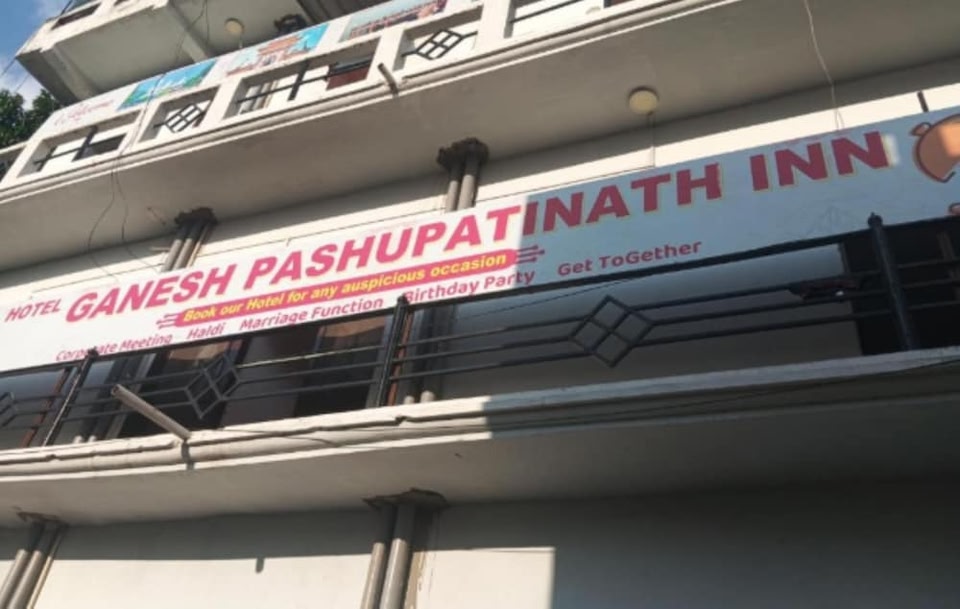 HOTEL GANESH PASHUPATINATH INN
Book our Hotel for any auspicious occasion
Corporate Meeting Haldi Marriage Function Birthday Party Get ToGether